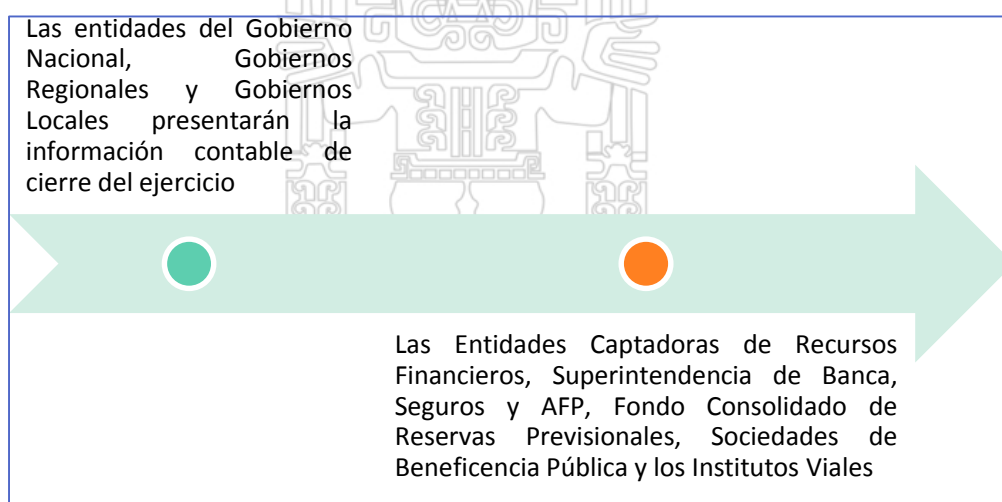 Las entidades del Gobierno
Nacional, Gobiernos
Regionales y Gobiernos
Locales presentarán la
información contable de
cierre del ejercicio
Las Entidades Captadoras de Recursos
Financieros, Superintendencia de Banca,
Seguros y AFP, Fondo Consolidado de
Reservas Previsionales, Sociedades de
Beneficencia Pública y los Institutos Viales